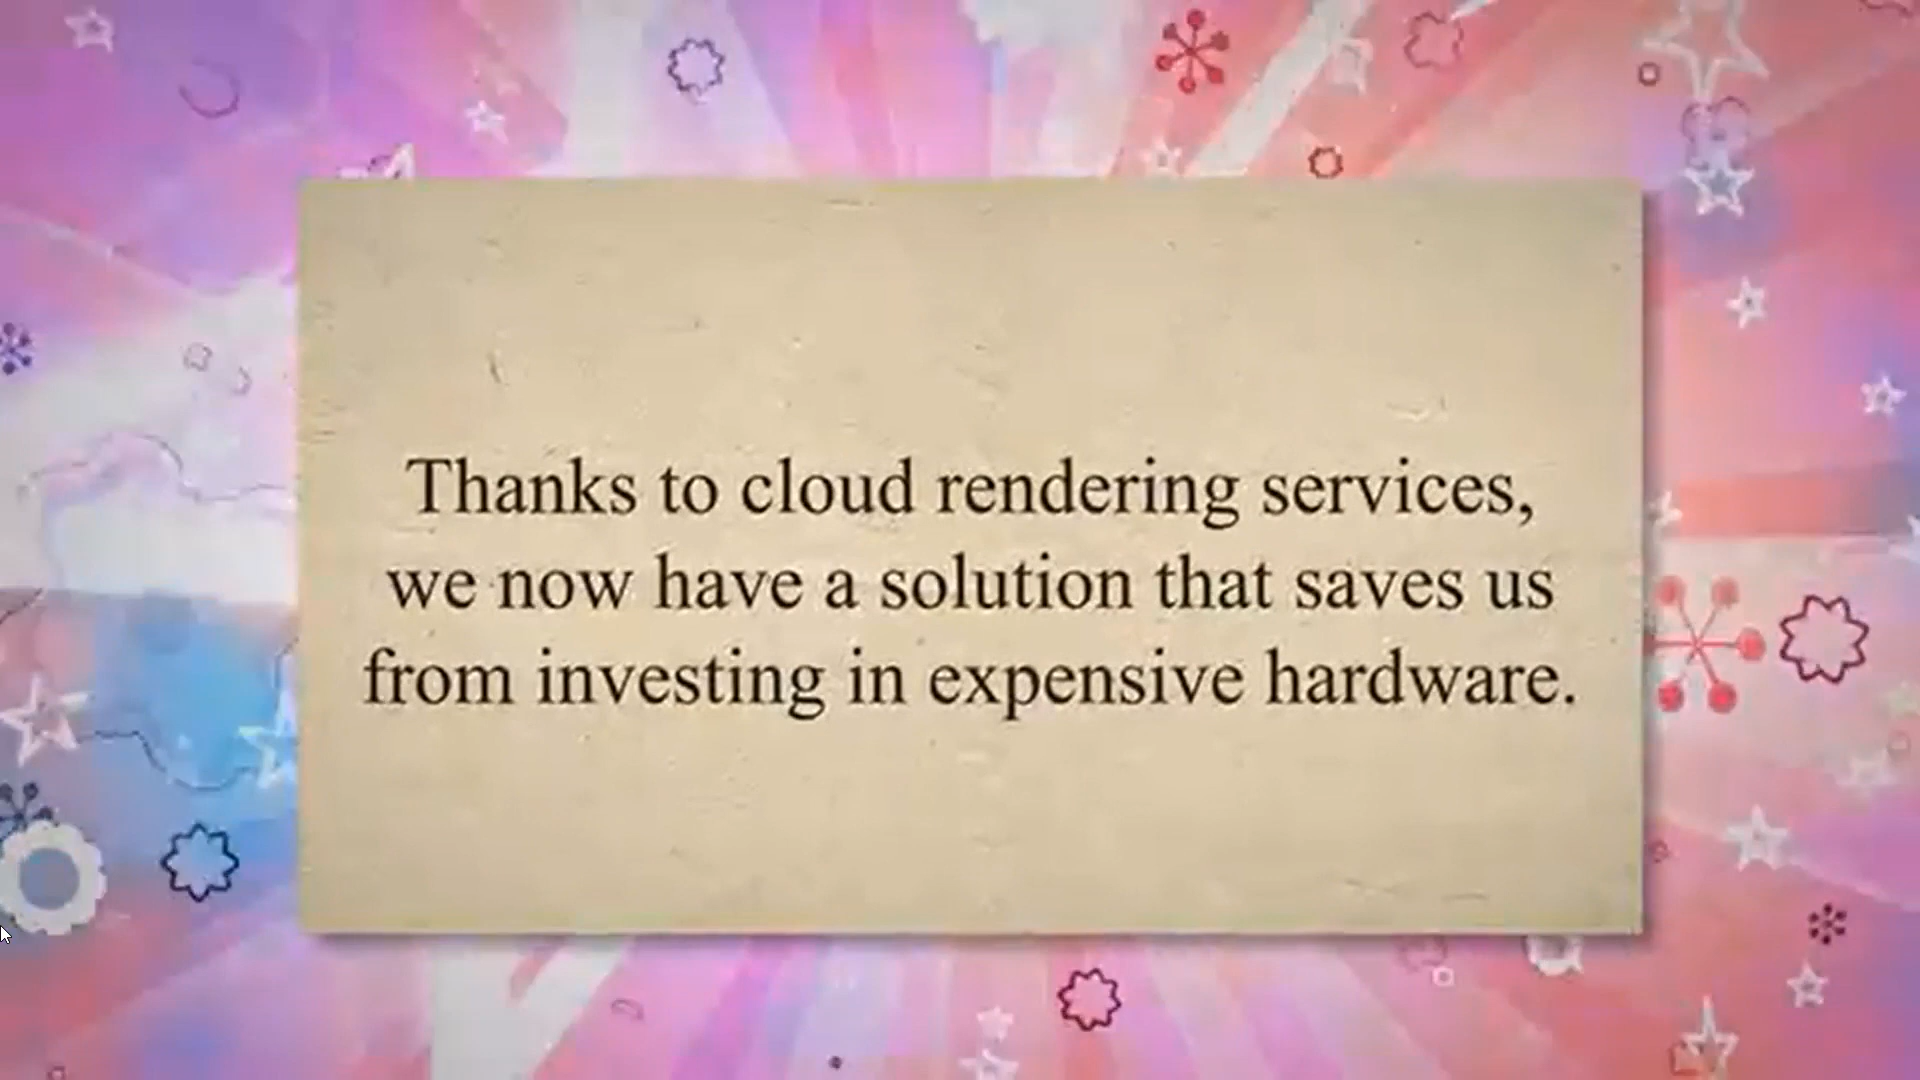 Thanks to cloud rendering services,
we now have a solution that saves us
from investing in expensive hardware.